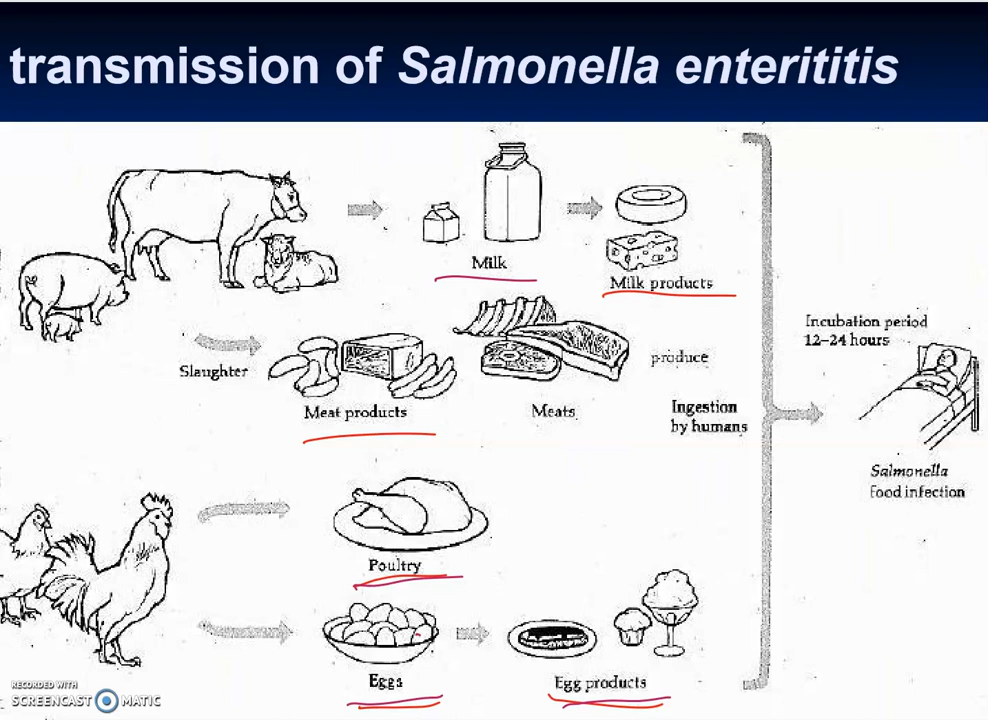 transmission of Salmonella enterititis
Milk
Milk products
Slaughter
Meat products
Meats
produce
Ingestion
by humans
Incubation period
12–24 hours
Salmonella
Food infection
Poultry
Eggs
Egg products
RECORDED WITH
SCREENCAST MATIC